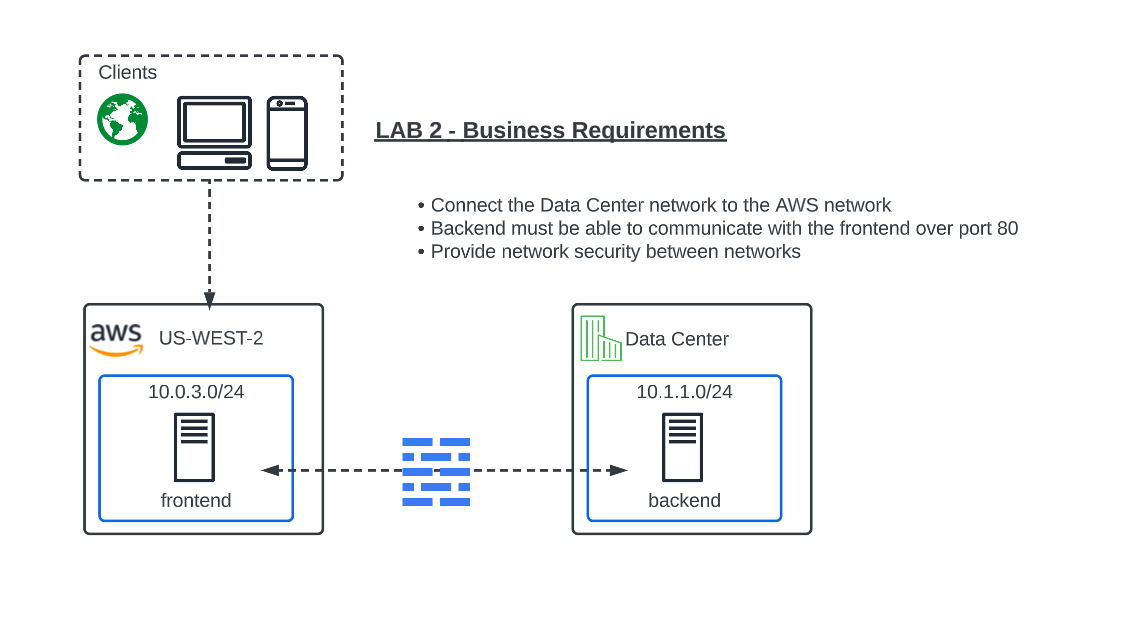 Clients
LAB 2 - Business Requirements
• Connect the Data Center network to the AWS network
• Backend must be able to communicate with the frontend over port 80
• Provide network security between networks
aws US-WEST-2
10.0.3.0/24
frontend
Data Center
10.1.1.0/24
backend